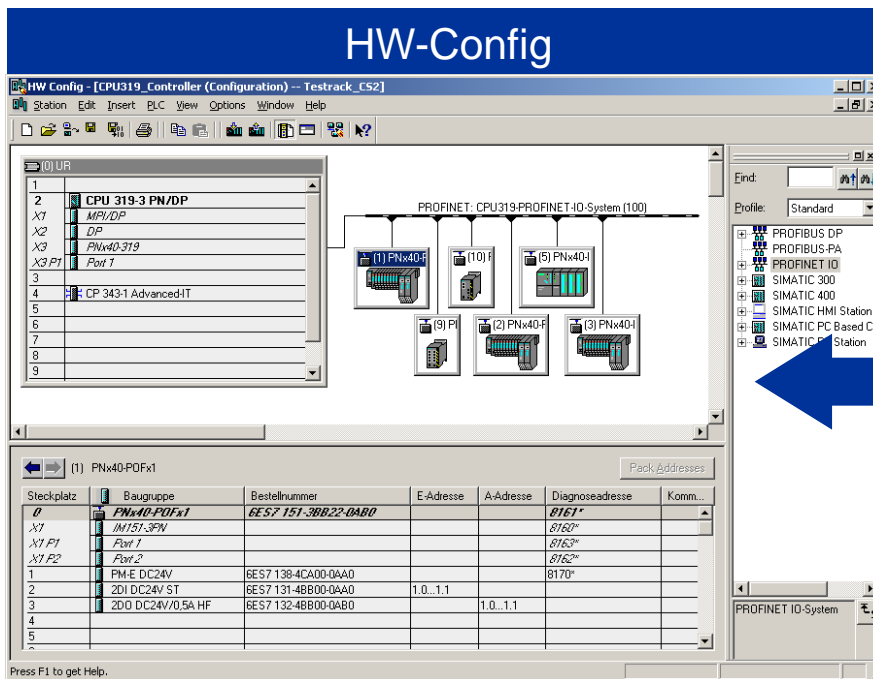 HW-Config
HW Config - [CPU319_Controller (Configuration) -- Testrack_CS2]
Station Edit Insert PLC View Options Window Help
(0) UR
1
2 CPU 319-3 PN/DP
X1 MPI/DP
X2 DP
X3 PNx40-319
X3 P1 Port 1
3
4 CP 343-1 Advanced-IT
5
6
7
8
9
PROFINET: CPU319-PROFINET-IO-System (100)
(1) PNx40-F
(10) F
(5) PNx40-I
(9) Pl
(2) PNx40-F
(3) PNx40-I
Find:
Profile: Standard
PROFIBUS DP
PROFIBUS-PA
PROFINET IO
SIMATIC 300
SIMATIC 400
SIMATIC HMI Station
SIMATIC PC Based C
SIMATIC Station
(1) PNx40-POFx1
Pack Addresses
Steckplatz Baugruppe Bestellnummer E-Adresse A-Adresse Diagnoseadresse Komm...
0 PNx40-POFx1 6ES7 151-3BB22-0AB0 8161*
X1 IM151-3PN 8160*
X1 P1 Port 1 8163*
X1 P2 Port 2 8162*
1 PM-E DC24V 6ES7 138-4CA00-0AA0 8170*
2 2DI DC24V ST 6ES7 131-4BB00-0AA0 1.0...1.1
3 2DO DC24V/0,5A HF 6ES7 132-4BB00-0AB0 1.0...1.1
4
5
PROFINET IO-System
Press F1 to get Help.